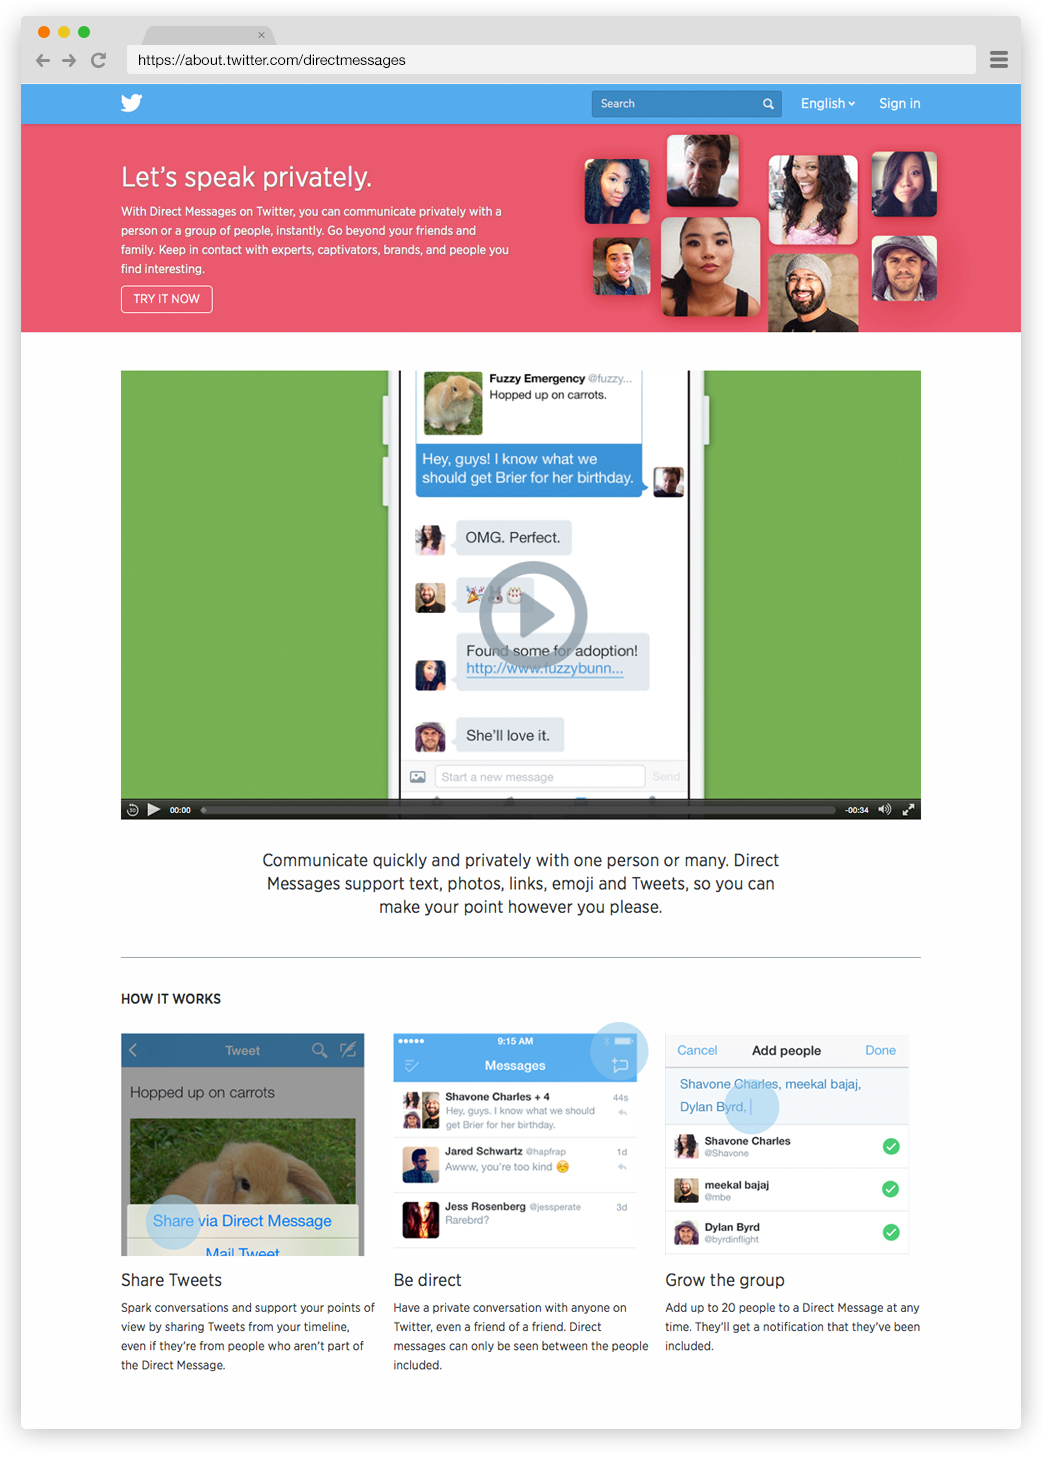 https://about.twitter.com/directmessages
Search
English
Sign in
Let's speak privately.
With Direct Messages on Twitter, you can communicate privately with a
person or a group of people, instantly. Go beyond your friends and
family. Keep in contact with experts, captivators, brands, and people you
find interesting.
TRY IT NOW
Fuzzy Emergency @fuzzy...
Hopped up on carrots.
Hey, guys! I know what we
should get Brier for her birthday.
OMG. Perfect.
Found some for adoption!
http://www.fuzzybunn...
She'll love it.
Start a new message
Send
30
00:00
-00:34
Communicate quickly and privately with one person or many. Direct
Messages support text, photos, links, emoji and Tweets, so you can
make your point however you please.
HOW IT WORKS
Tweet
Hopped up on carrots
Share via Direct Message
Mail Tweet
Share Tweets
Spark conversations and support your points of
view by sharing Tweets from your timeline,
even if they're from people who aren't part of
the Direct Message.
9:15 AM
Messages
Shavone Charles + 4
44s
Hey, guys. I know what we should
get Brier for her birthday.
Jared Schwartz @hapfrap
1d
Awww, you're too kind ☺️
Jess Rosenberg @jessperate
3d
Rarebrd?
Be direct
Have a private conversation with anyone on
Twitter, even a friend of a friend. Direct
messages can only be seen between the people
included.
Cancel
Add people
Done
Shavone Charles, meekal bajaj,
Dylan Byrd,
Shavone Charles
@Shavone
meekal bajaj
@mbe
Dylan Byrd
@byrdinflight
Grow the group
Add up to 20 people to a Direct Message at any
time. They'll get a notification that they've been
included.